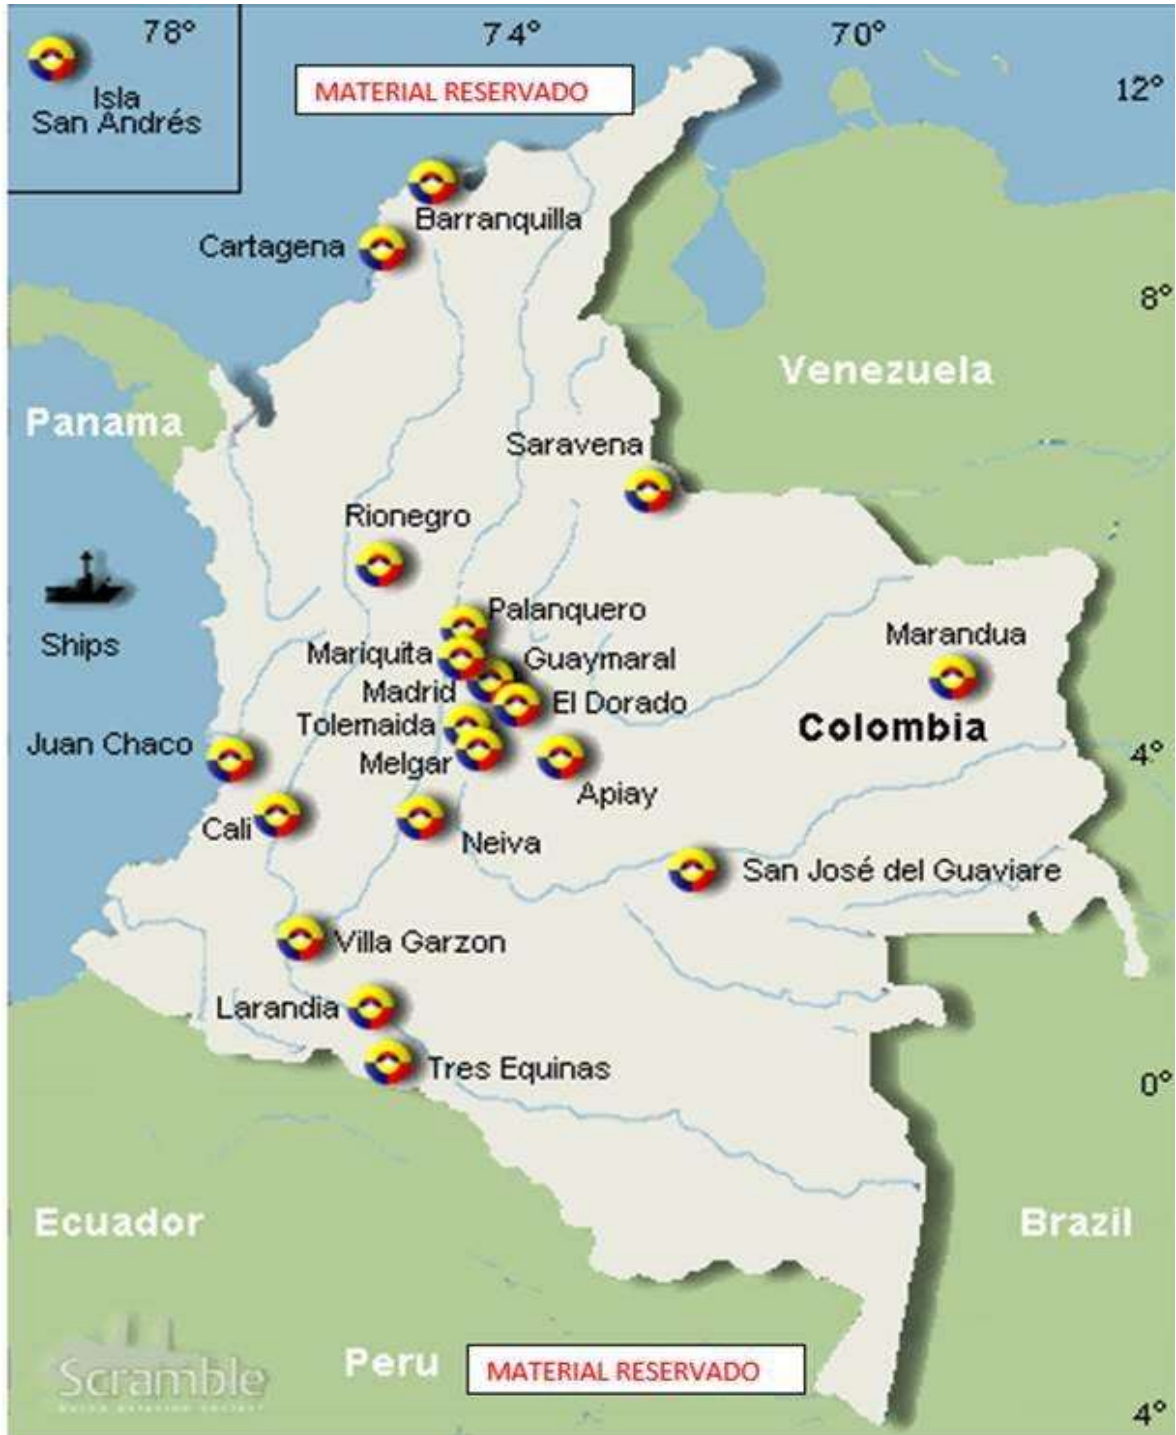 78°
74°
70°
12°
MATERIAL RESERVADO
Isla
San Andrés
Barranquilla
Cartagena
8°
Venezuela
Panama
Saravena
Rionegro
Palanquero
Mariquita
Guaymaral
Marandua
Ships
Madrid
El Dorado
Tolemaida
Colombia
Juan Chaco
Melgar
4°
Apiay
Cali
Neiva
San José del Guaviare
Villa Garzon
Larandia
Tres Equinas
0°
Ecuador
Brazil
Peru
MATERIAL RESERVADO
Scramble
4°